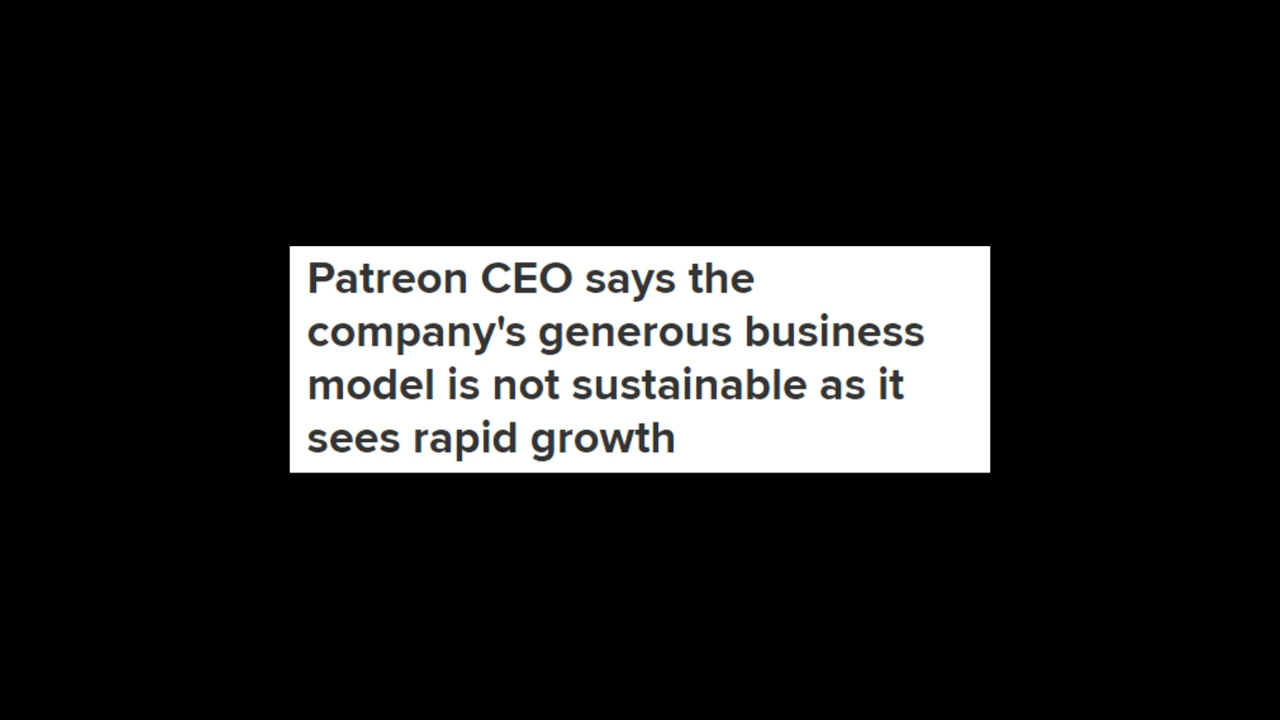 Patreon CEO says the
company's generous business
model is not sustainable as it
sees rapid growth